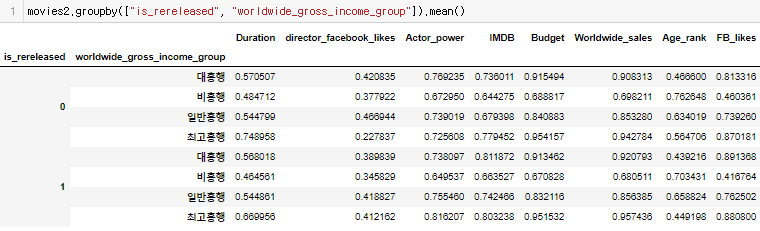 1 movies2.groupby(["is_rereleased", "worldwide_gross_income_group"]).mean()
Duration director_facebook_likes Actor_power IMDB Budget Worldwide_sales Age_rank FB_likes
is_rereleased worldwide_gross_income_group
대흥행 0.570507 0.420835 0.769235 0.736011 0.915494 0.908313 0.466600 0.813316
0 비흥행 0.484712 0.377922 0.672950 0.644275 0.688817 0.698211 0.762648 0.460361
일반흥행 0.544799 0.466944 0.739019 0.679398 0.840883 0.853280 0.634019 0.739260
최고흥행 0.748958 0.227837 0.725608 0.779452 0.954157 0.942784 0.564706 0.870181
대흥행 0.568018 0.389839 0.738097 0.811872 0.913462 0.920793 0.439216 0.891368
1 비흥행 0.464561 0.345829 0.649537 0.663527 0.670828 0.680511 0.703431 0.416764
일반흥행 0.544861 0.418827 0.755460 0.742466 0.832116 0.856385 0.658824 0.762502
최고흥행 0.669956 0.412162 0.816207 0.803238 0.951532 0.957436 0.449198 0.880800